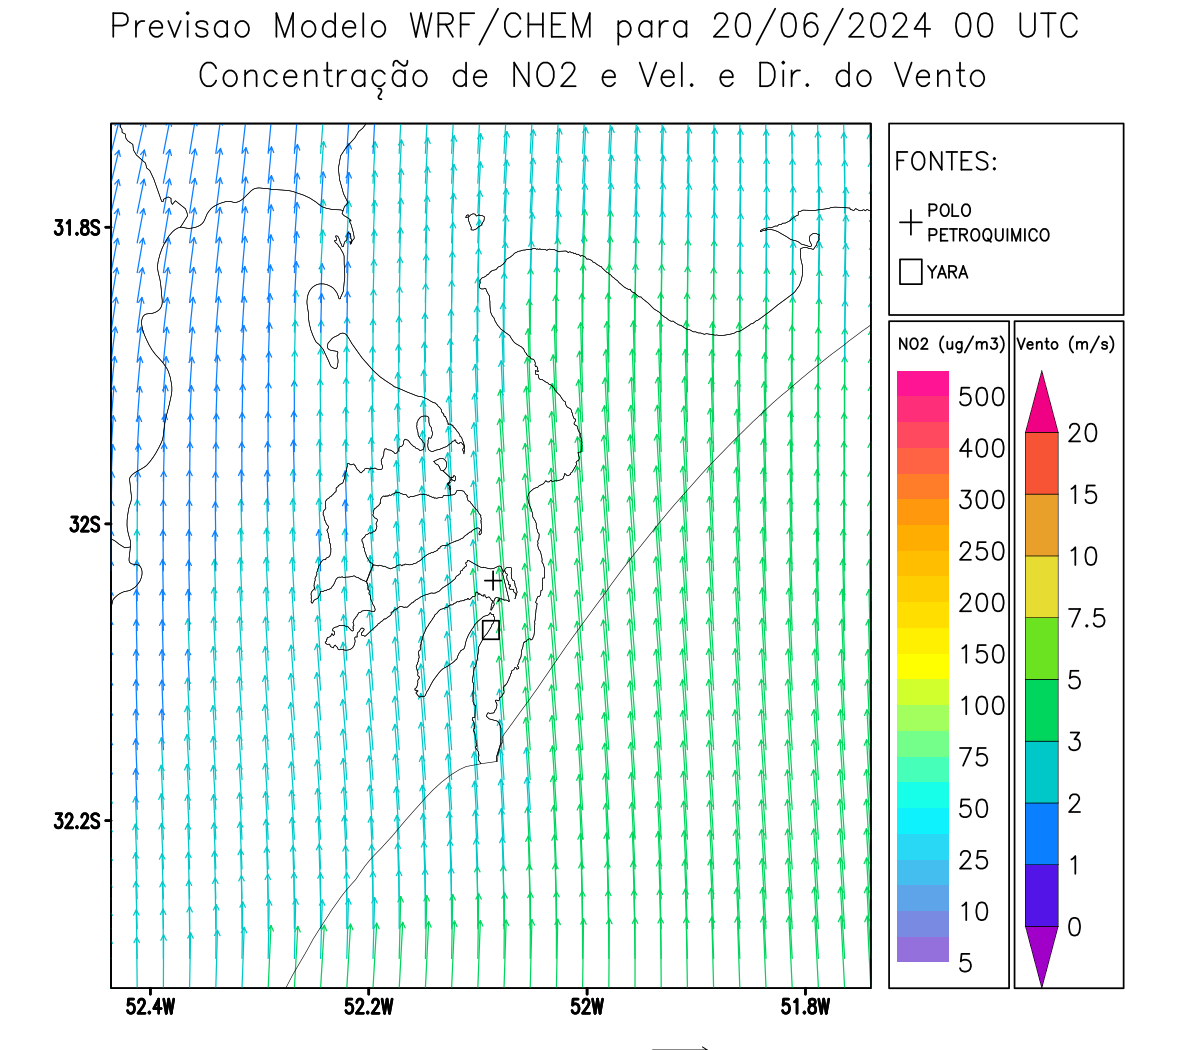 Previsao Modelo WRF/CHEM para 20/06/2024 00 UTC
Concentração de NO2 e Vel. e Dir. do Vento
FONTES:
POLO
PETROQUIMICO
YARA
NO2 (ug/m3)
500
400
300
250
200
150
100
75
50
25
10
5
Vento (m/s)
20
15
10
7.5
5
3
2
1
0
31.8S
32S
32.2S
52.4W
52.2W
52W
51.8W